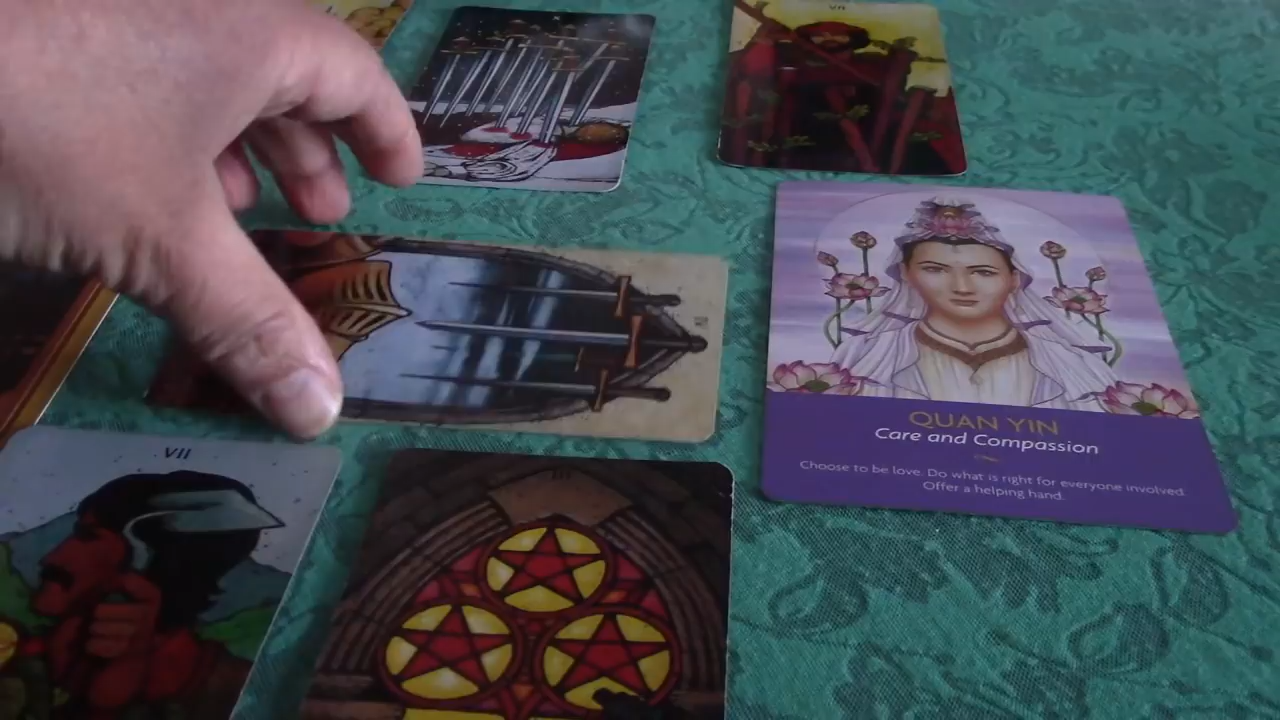 X
VII
QUAN YIN
Care and Compassion
Choose to be love. Do what is right for everyone involved.
Offer a helping hand.
VII
III